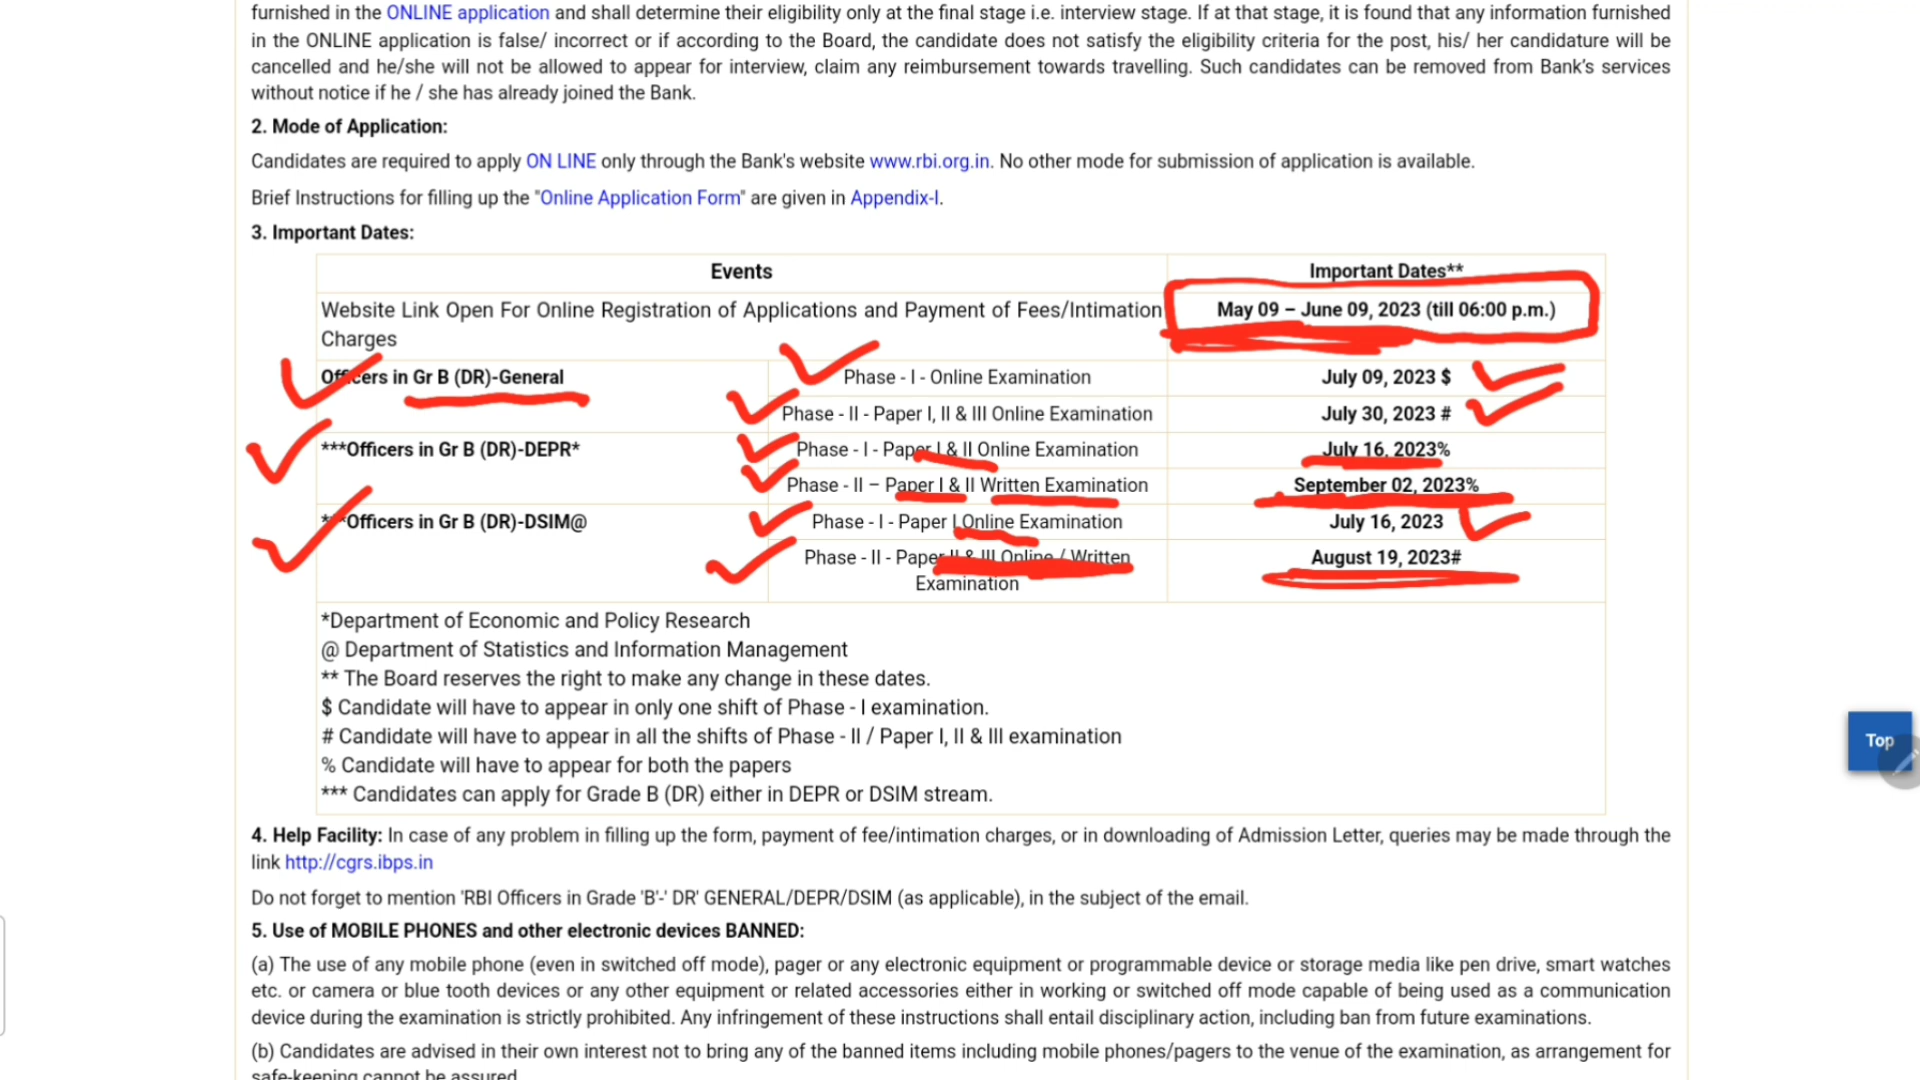 furnished in the ONLINE application and shall determine their eligibility only at the final stage i.e. interview stage. If at that stage, it is found that any information furnished
in the ONLINE application is false/ incorrect or if according to the Board, the candidate does not satisfy the eligibility criteria for the post, his/ her candidature will be
cancelled and he/she will not be allowed to appear for interview, claim any reimbursement towards travelling. Such candidates can be removed from Bank's services
without notice if he / she has already joined the Bank.
2. Mode of Application:
Candidates are required to apply ON LINE only through the Bank's website www.rbi.org.in. No other mode for submission of application is available.
Brief Instructions for filling up the "Online Application Form" are given in Appendix-I.
3. Important Dates:
Events Important Dates**
Website Link Open For Online Registration of Applications and Payment of Fees/Intimation May 09 – June 09, 2023 (till 06:00 p.m.)
Charges
Officers in Gr B (DR)-General Phase - I - Online Examination July 09, 2023 $
Phase - II - Paper I, II & III Online Examination July 30, 2023 #
***Officers in Gr B (DR)-DEPR* Phase - I - Paper I & II Online Examination July 16, 2023%
Phase - II – Paper I & II Written Examination September 02, 2023%
***Officers in Gr B (DR)-DSIM@ Phase - I - Paper I Online Examination July 16, 2023
Phase - II - Paper II & III Online / Written August 19, 2023#
Examination
*Department of Economic and Policy Research
@ Department of Statistics and Information Management
** The Board reserves the right to make any change in these dates.
$ Candidate will have to appear in only one shift of Phase - I examination.
# Candidate will have to appear in all the shifts of Phase - II / Paper I, II & III examination
% Candidate will have to appear for both the papers
*** Candidates can apply for Grade B (DR) either in DEPR or DSIM stream.
Top
4. Help Facility: In case of any problem in filling up the form, payment of fee/intimation charges, or in downloading of Admission Letter, queries may be made through the
link http://cgrs.ibps.in
Do not forget to mention 'RBI Officers in Grade 'B'-' DR' GENERAL/DEPR/DSIM (as applicable), in the subject of the email.
5. Use of MOBILE PHONES and other electronic devices BANNED:
(a) The use of any mobile phone (even in switched off mode), pager or any electronic equipment or programmable device or storage media like pen drive, smart watches
etc. or camera or blue tooth devices or any other equipment or related accessories either in working or switched off mode capable of being used as a communication
device during the examination is strictly prohibited. Any infringement of these instructions shall entail disciplinary action, including ban from future examinations.
(b) Candidates are advised in their own interest not to bring any of the banned items including mobile phones/pagers to the venue of the examination, as arrangement for
safe-keeping cannot be assured